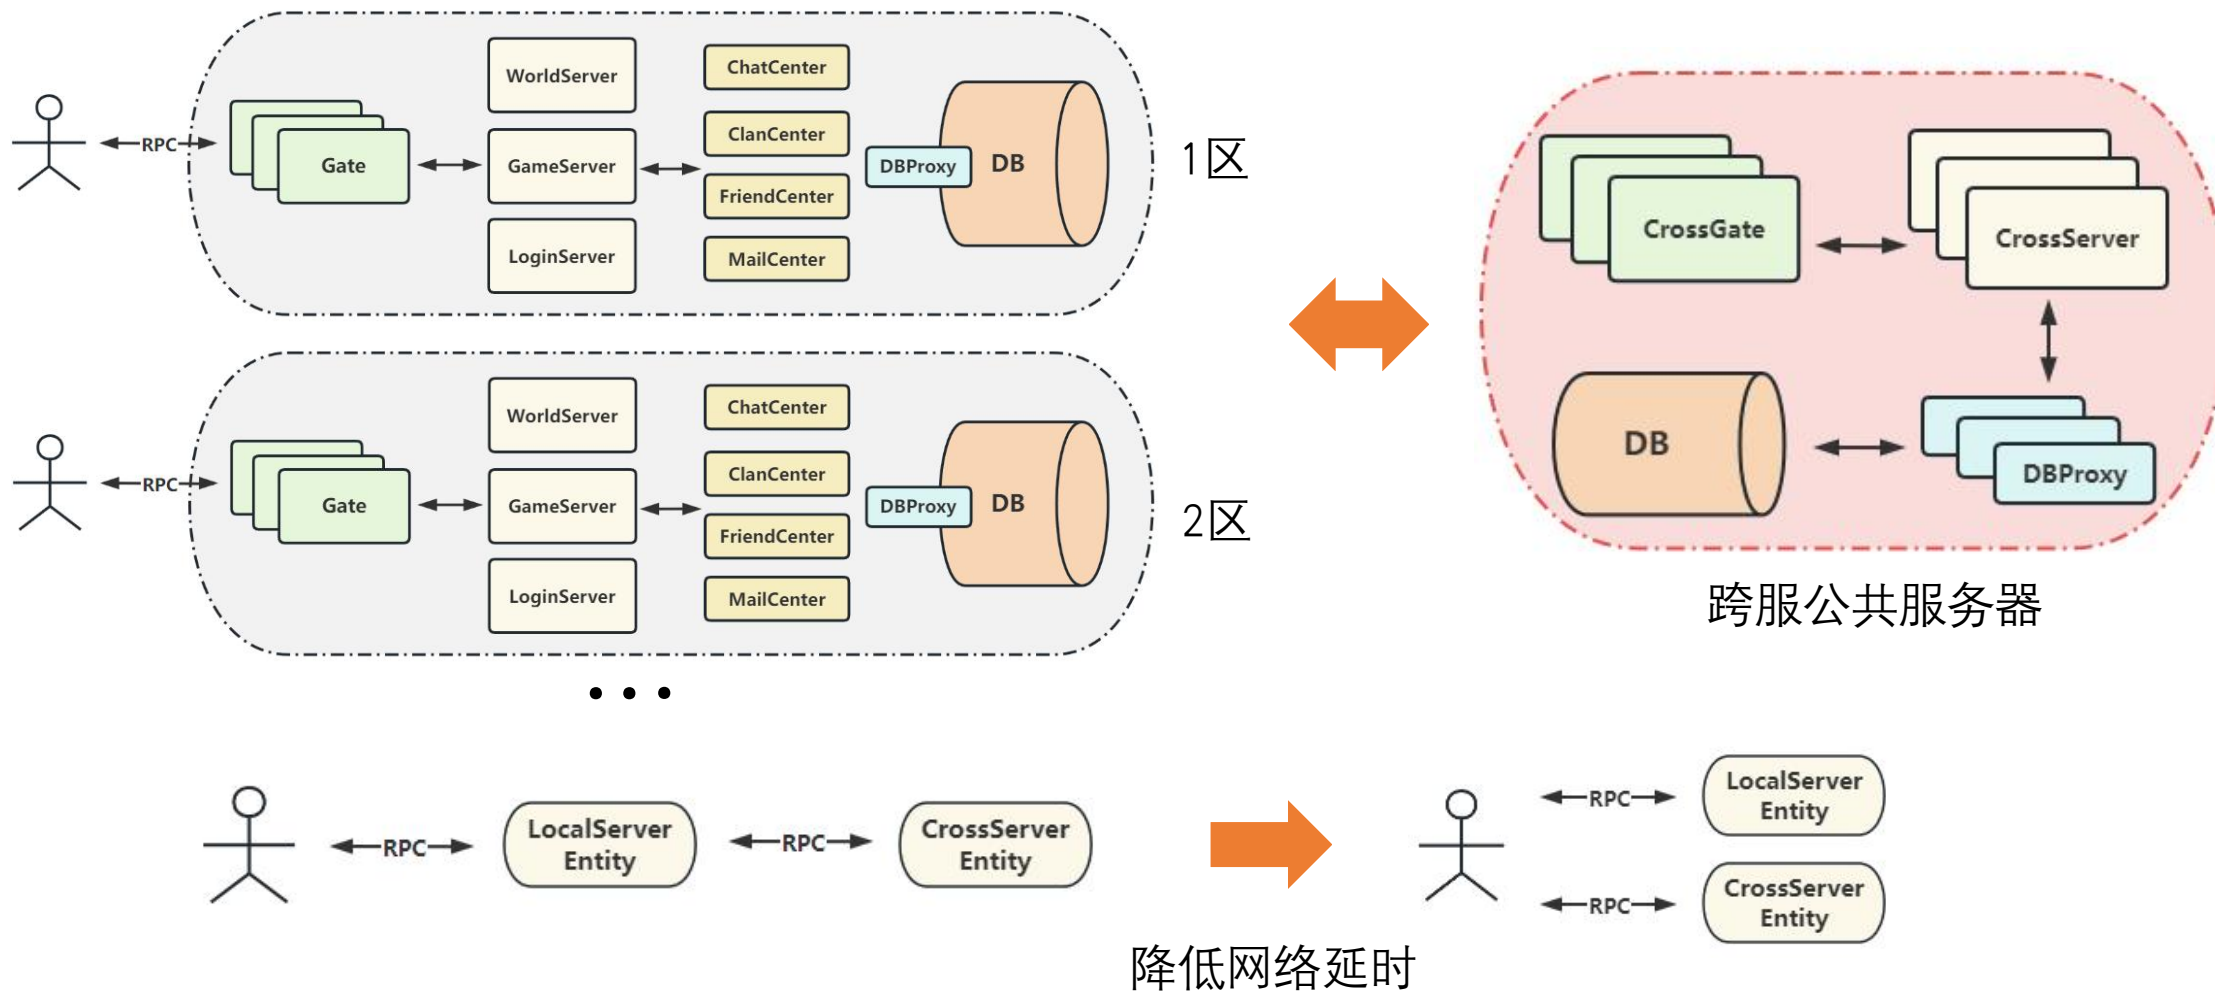 RPC
Gate
WorldServer
GameServer
LoginServer
ChatCenter
ClanCenter
FriendCenter
MailCenter
DBProxy
DB
1区
RPC
Gate
WorldServer
GameServer
LoginServer
ChatCenter
ClanCenter
FriendCenter
MailCenter
DBProxy
DB
2区
CrossGate
CrossServer
DB
DBProxy
跨服公共服务器
RPC
LocalServer
Entity
RPC
CrossServer
Entity
RPC
LocalServer
Entity
RPC
CrossServer
Entity
降低网络延时